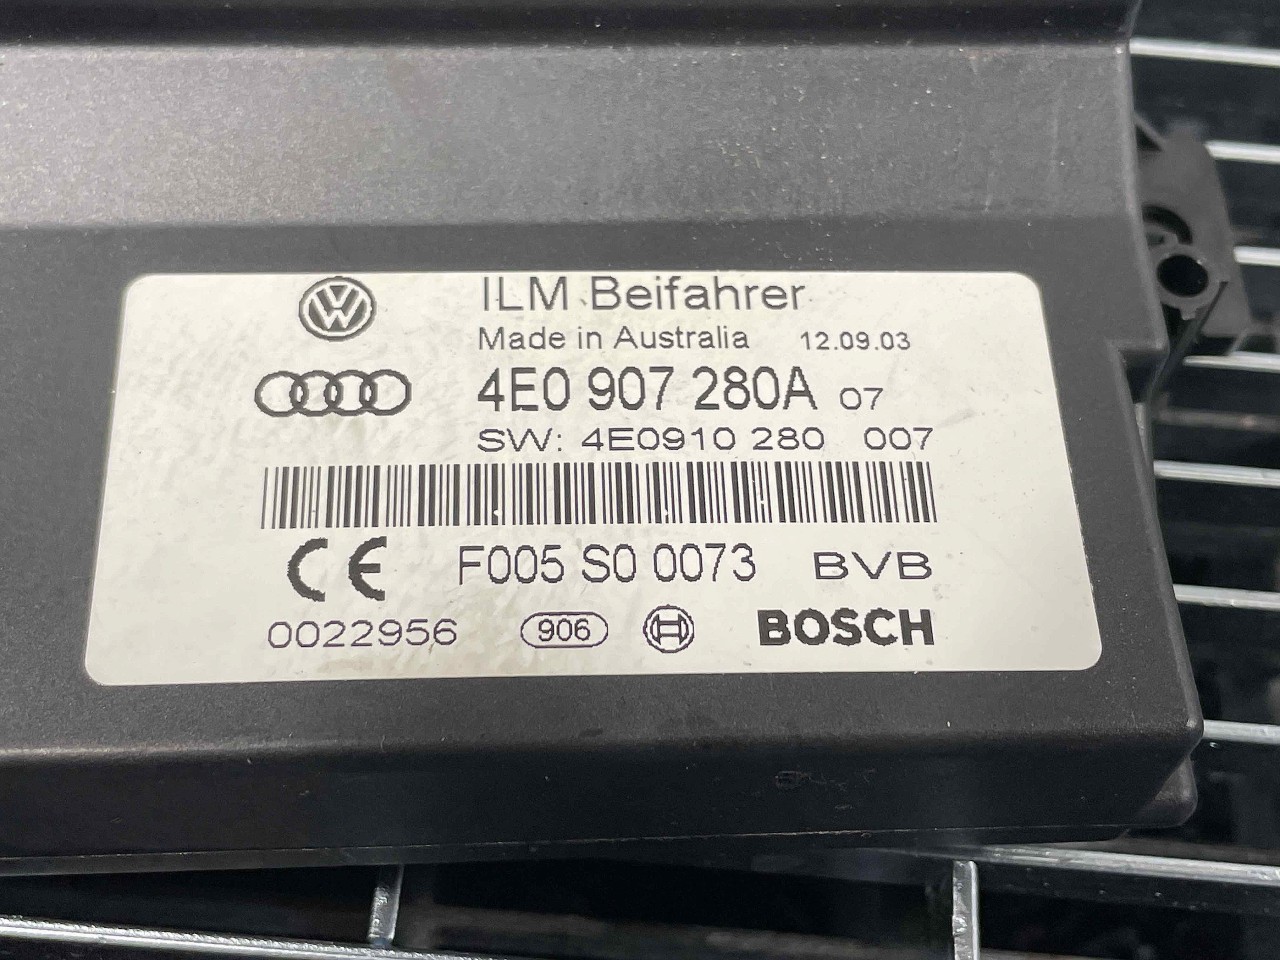 ILM Beifahrer
Made in Australia 12.09.03
4E0 907 280A 07
SW: 4E0910 280 007
CE F005 S0 0073 BVB
0022956 906 BOSCH